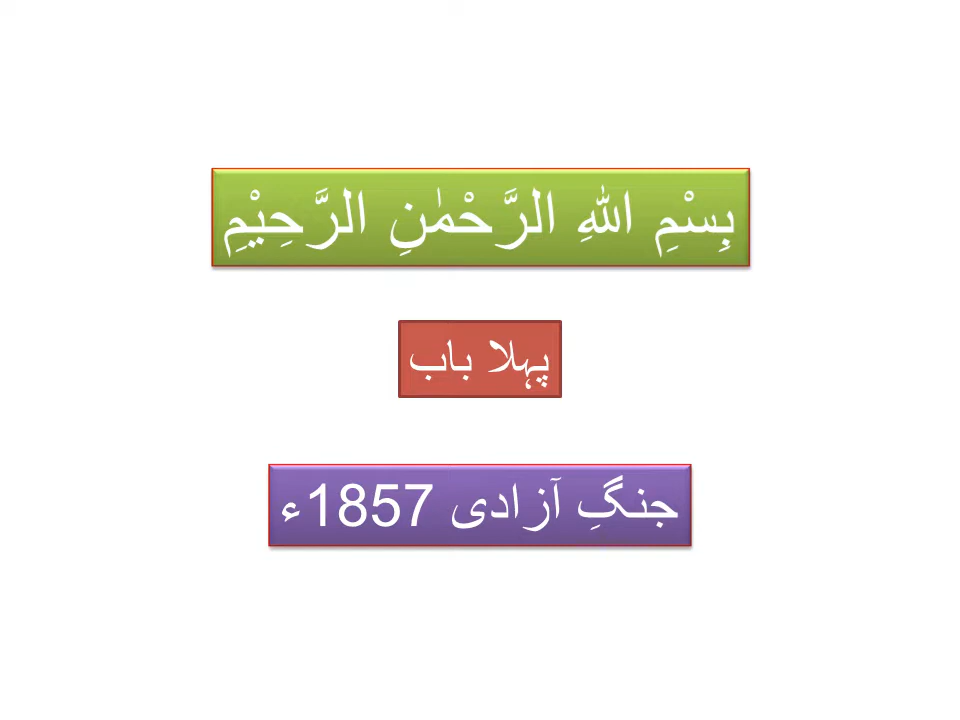 بِسْمِ اللهِ الرَّحْمٰنِ الرَّحِيْمِ
پہلا باب
جنگِ آزادی 1857ء